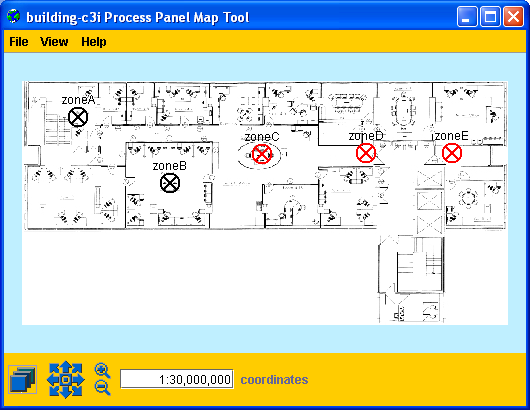 building-c3i Process Panel Map Tool
File View Help
zoneA
zoneB
zoneC
zoneD
zoneE
1:30,000,000 coordinates